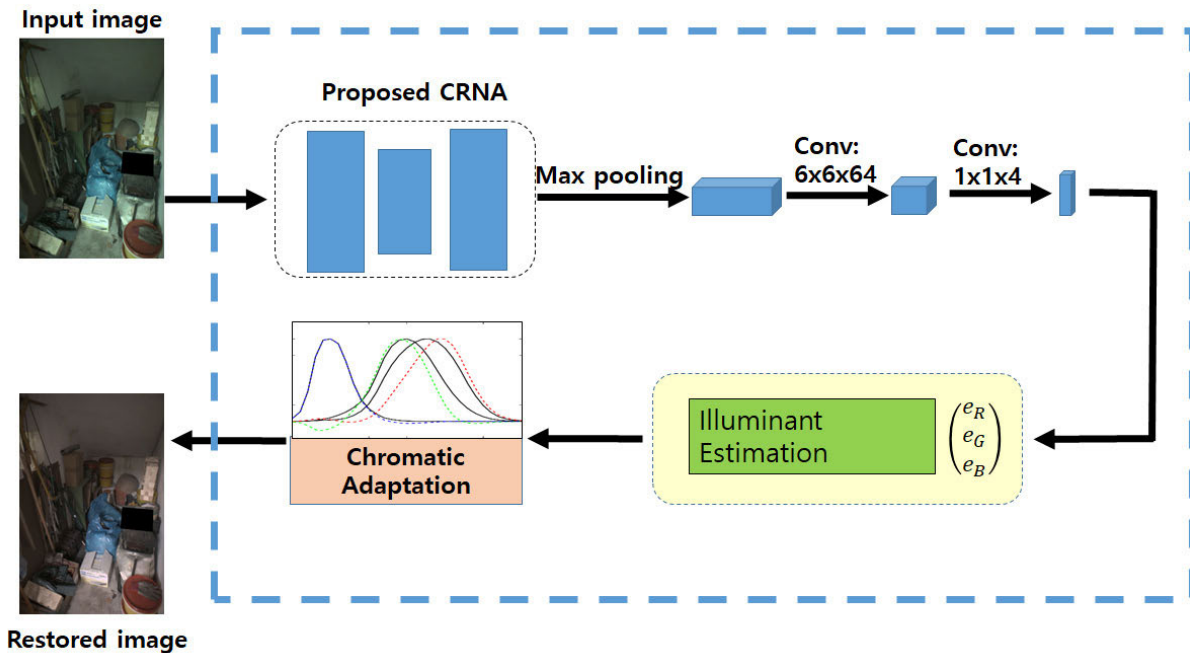 Input image
Proposed CRNA
Max pooling
Conv:
6x6x64
Conv:
1x1x4
Illuminant
Estimation
e_R
e_G
e_B
Chromatic
Adaptation
Restored image